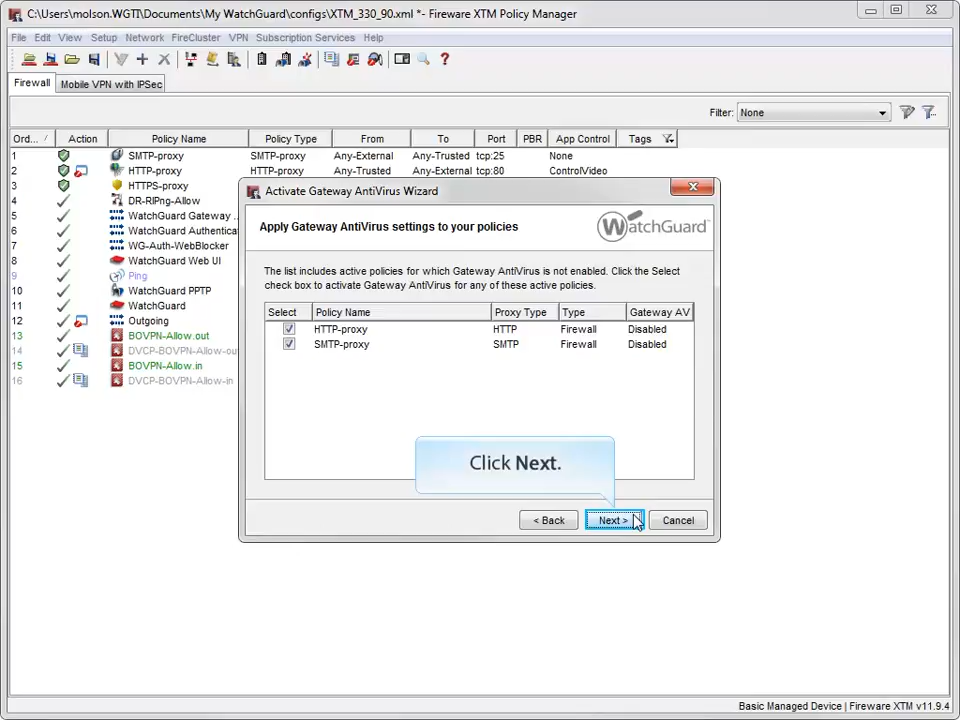 C:\Users\molson.WGTI\Documents\My WatchGuard\configs\XTM_330_90.xml *- Fireware XTM Policy Manager
File Edit View Setup Network FireCluster VPN Subscription Services Help
Firewall Mobile VPN with IPSec
Filter: None
Ord... / Action Policy Name Policy Type From To Port PBR App Control Tags
1 SMTP-proxy SMTP-proxy Any-External Any-Trusted tcp:25 None
2 HTTP-proxy HTTP-proxy Any-Trusted Any-External tcp:80 ControlVideo
3 HTTPS-proxy
4 DR-RIPng-Allow
5 WatchGuard Gateway ..
6 WatchGuard Authentica
7 WG-Auth-WebBlocker
8 WatchGuard Web UI
9 Ping
10 WatchGuard PPTP
11 WatchGuard
12 Outgoing
13 BOVPN-Allow.out
14 DVCP-BOVPN-Allow-ou
15 BOVPN-Allow.in
16 DVCP-BOVPN-Allow-in
Activate Gateway AntiVirus Wizard
Apply Gateway AntiVirus settings to your policies
WatchGuard
The list includes active policies for which Gateway AntiVirus is not enabled. Click the Select
check box to activate Gateway AntiVirus for any of these active policies.
Select Policy Name Proxy Type Type Gateway AV
HTTP-proxy HTTP Firewall Disabled
SMTP-proxy SMTP Firewall Disabled
Click Next.
< Back Next > Cancel
Basic Managed Device | Fireware XTM v11.9.4